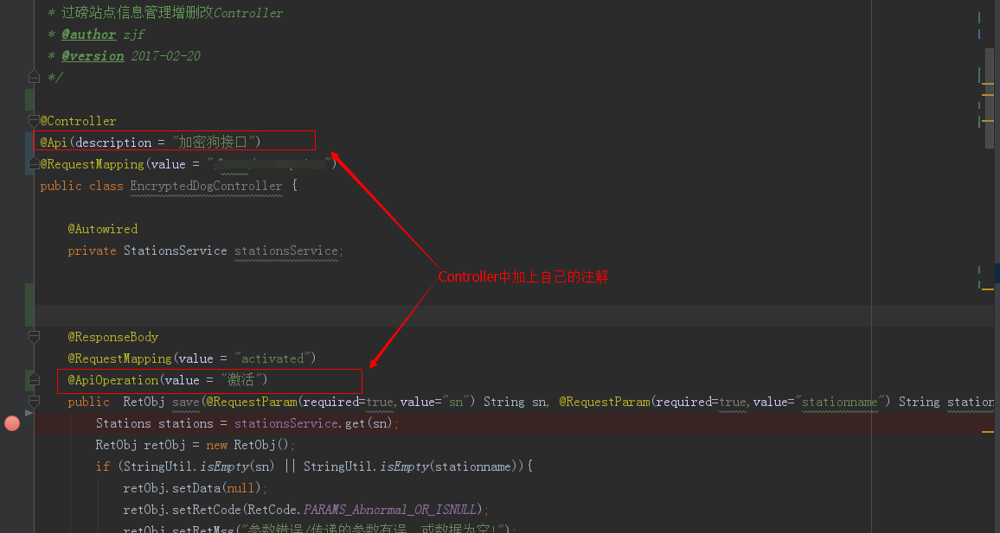 * 过磅站点信息管理增删改Controller
* @author zjf
* @version 2017-02-20
*/
@Controller
@Api(description = "加密狗接口")
@RequestMapping(value = "")
public class EncryptedDogController {
@Autowired
private StationsService stationsService;
Controller中加上自己的注解
@ResponseBody
@RequestMapping(value = "activated")
@ApiOperation(value = "激活")
public RetObj save(@RequestParam(required=true,value="sn") String sn, @RequestParam(required=true,value="stationname") String station
Stations stations = stationsService.get(sn);
RetObj retObj = new RetObj();
if (StringUtil.isEmpty(sn) || StringUtil.isEmpty(stationname)){
retObj.setData(null);
retObj.setRetCode(RetCode.PARAMS_Abnormal_OR_ISNULL);
retObj.setRetMsg("参数错误/传递的参数有误, 或数据为空!");